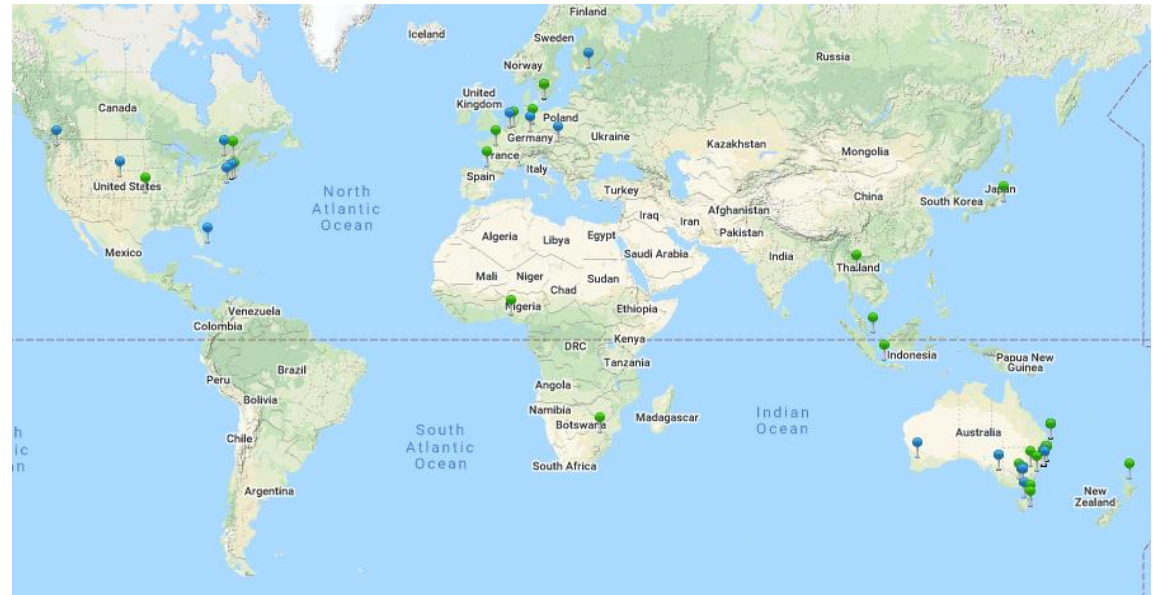 Finland
Iceland
Sweden
Russia
Norway
Canada
United
Kingdom
Poland
Germany
Ukraine
Kazakhstan
Mongolia
France
United States
North
Atlantic
Ocean
Spain
Italy
Turkey
Japan
South Korea
China
Iraq
Iran
Afghanistan
Pakistan
Algeria
Libya
Egypt
Saudi Arabia
India
Mexico
Thailand
Mali
Niger
Chad
Sudan
Nigeria
Ethiopia
Venezuela
Colombia
Kenya
DRC
Indonesia
Papua New
Guinea
Tanzania
Peru
Brazil
Angola
Bolivia
Namibia
Botswana
Madagascar
Indian
Ocean
South
Atlantic
Ocean
Australia
Chile
South Africa
Argentina
New
Zealand